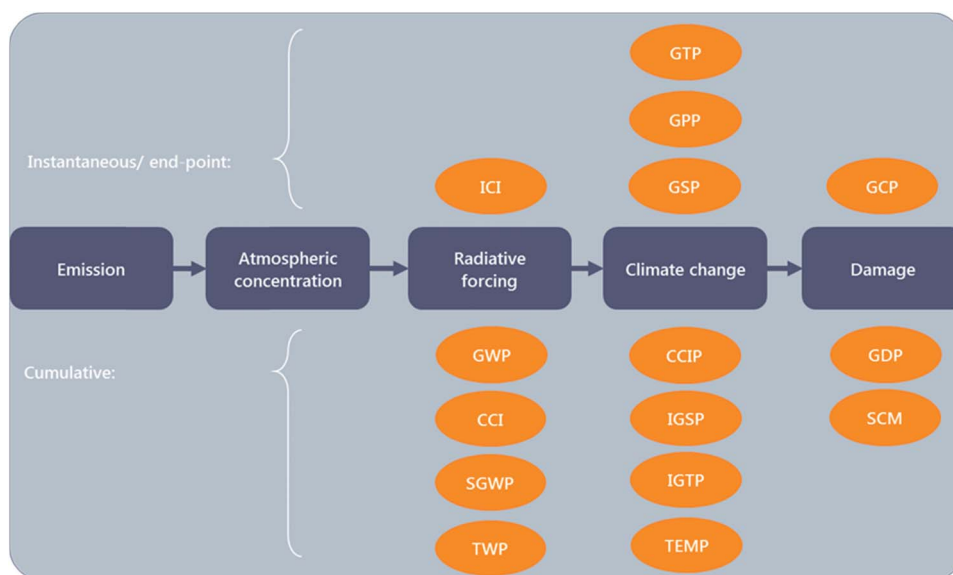 GTP
GPP
Instantaneous/ end-point:
ICI
GSP
GCP
Emission
Atmospheric
concentration
Radiative
forcing
Climate change
Damage
GWP
CCIP
GDP
Cumulative:
CCI
IGSP
SCM
SGWP
IGTP
TWP
TEMP